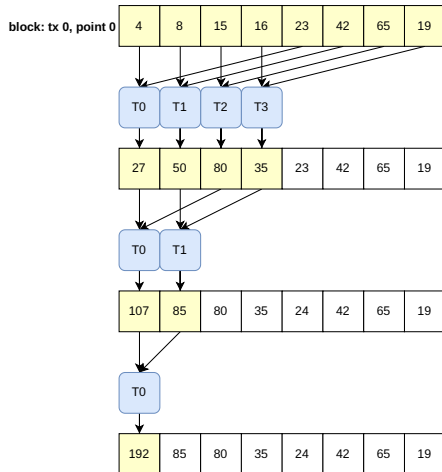 block: tx 0, point 0 4 8 15 16 23 42 65 19
T0 T1 T2 T3
27 50 80 35 23 42 65 19
T0 T1
107 85 80 35 24 42 65 19
T0
192 85 80 35 24 42 65 19